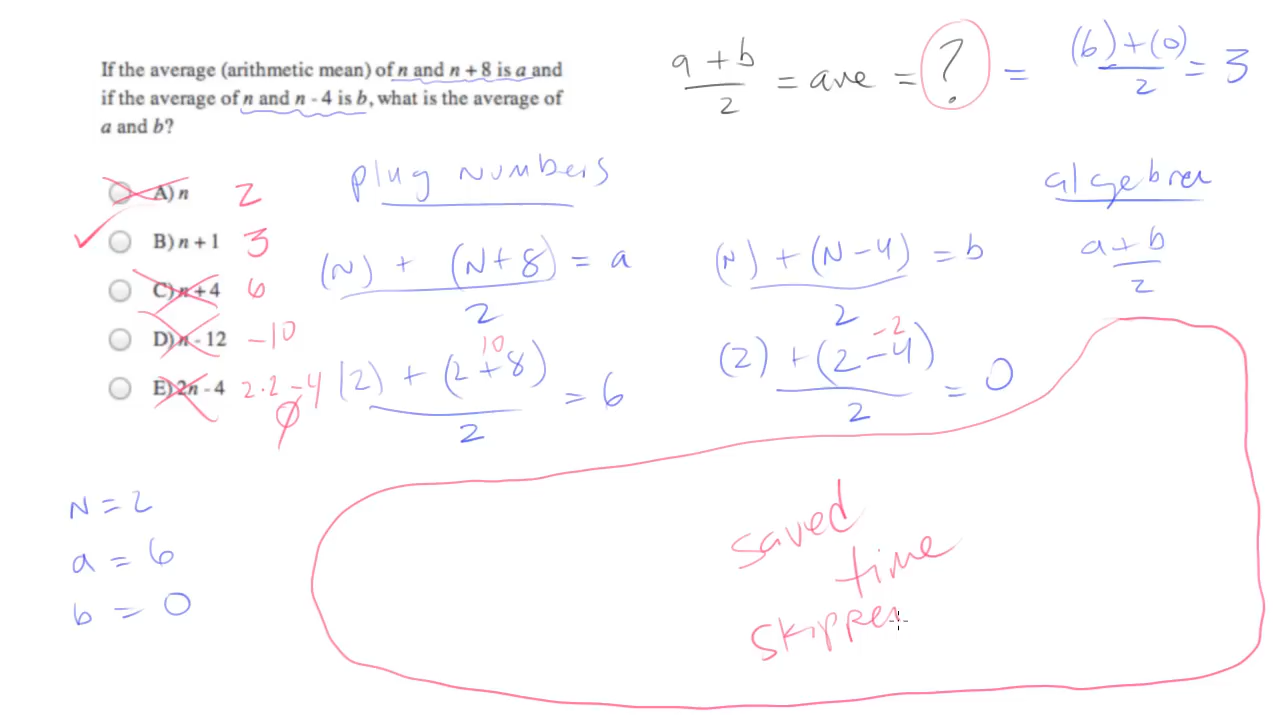 If the average (arithmetic mean) of n and n + 8 is a and
if the average of n and n - 4 is b, what is the average of
a and b?
a + b / 2 = ave = ? = (6) + (0) / 2 = 3
A) n 2
B) n + 1 3
C) n + 4 6
D) n - 12 -10
E) 2n - 4 2 · 2 - 4
0
plug numbers
(N) + (N + 8) / 2 = a
10
(2) + (2 + 8) / 2 = 6
(N) + (N - 4) / 2 = b
-2
(2) + (2 - 4) / 2 = 0
algebra
a + b / 2
N = 2
a = 6
b = 0
saved
time
skipper